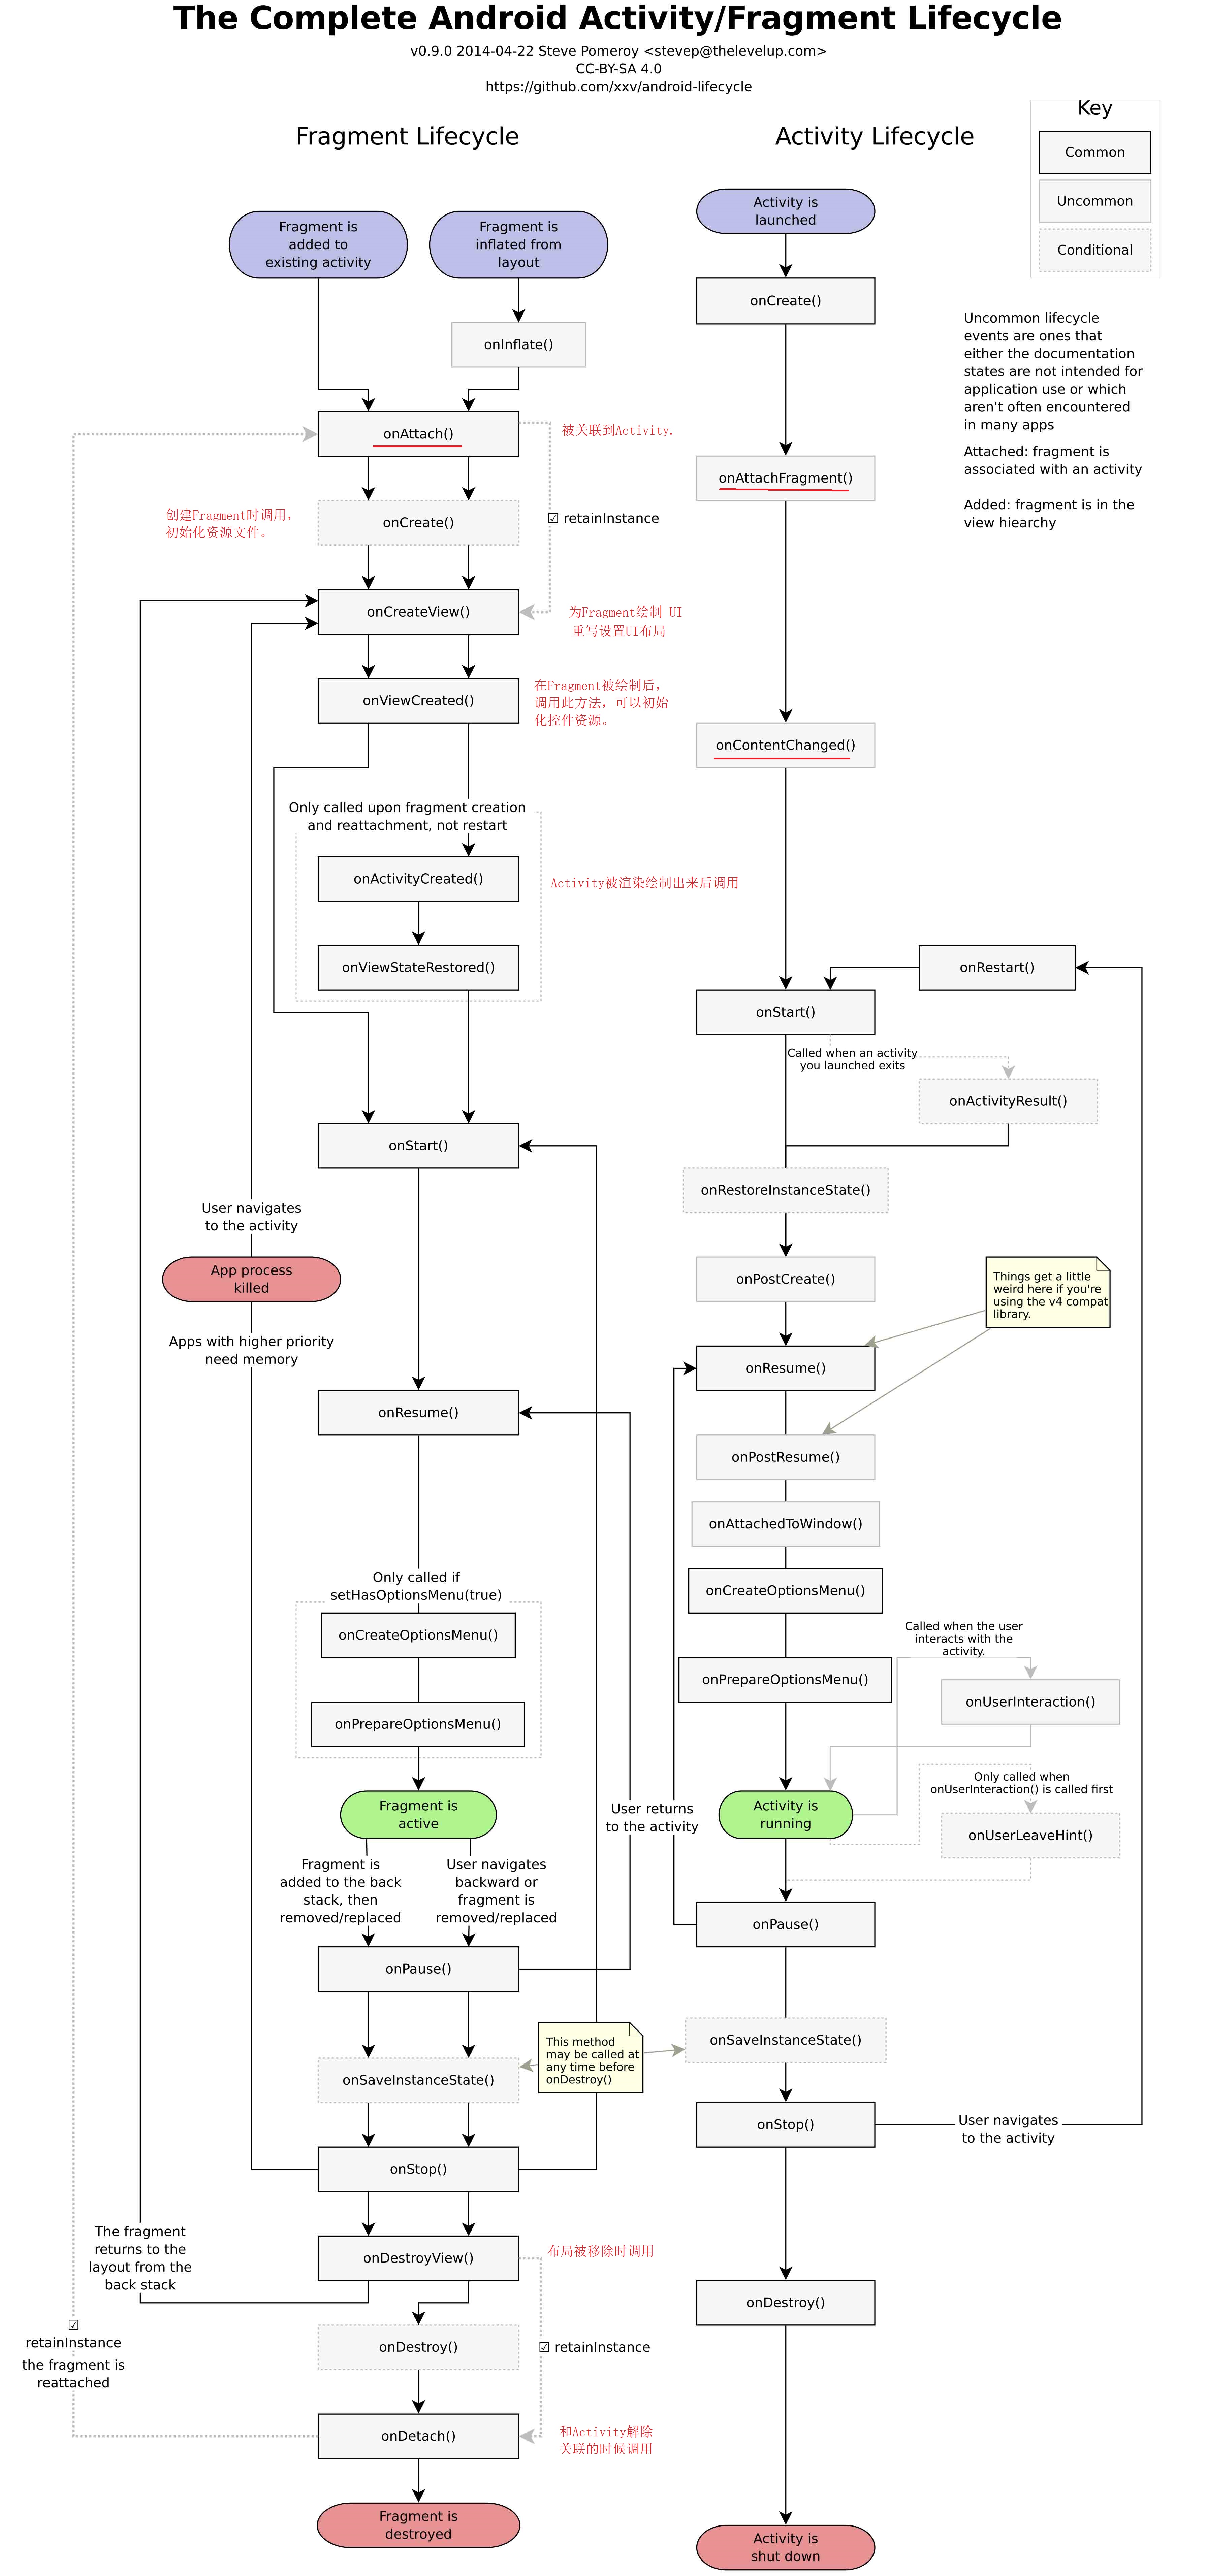 The Complete Android Activity/Fragment Lifecycle
v0.9.0 2014-04-22 Steve Pomeroy <stevep@thelevelup.com>
CC-BY-SA 4.0
https://github.com/xxv/android-lifecycle
Fragment Lifecycle
Fragment is
added to
existing activity
Fragment is
inflated from
layout
onInflate()
onAttach()
被关联到Activity.
创建Fragment时调用，
初始化资源文件。
onCreate()
☑ retainInstance
onCreateView()
为Fragment绘制 UI
重写设置UI布局
onViewCreated()
在Fragment被绘制后，
调用此方法，可以初始
化控件资源。
Only called upon fragment creation
and reattachment, not restart
onActivityCreated()
Activity被渲染绘制出来后调用
onViewStateRestored()
onStart()
User navigates
to the activity
App process
killed
Apps with higher priority
need memory
onResume()
Only called if
setHasOptionsMenu(true)
onCreateOptionsMenu()
onPrepareOptionsMenu()
Fragment is
active
User returns
to the activity
Fragment is
added to the back
stack, then
removed/replaced
User navigates
backward or
fragment is
removed/replaced
onPause()
This method
may be called at
any time before
onDestroy()
onSaveInstanceState()
onStop()
The fragment
returns to the
layout from the
back stack
onDestroyView()
布局被移除时调用
☑
retainInstance
the fragment is
reattached
onDestroy()
☑ retainInstance
onDetach()
和Activity解除
关联的时候调用
Fragment is
destroyed
Activity Lifecycle
Activity is
launched
onCreate()
onAttachFragment()
onContentChanged()
onRestart()
onStart()
Called when an activity
you launched exits
onActivityResult()
onRestoreInstanceState()
onPostCreate()
Things get a little
weird here if you're
using the v4 compat
library.
onResume()
onPostResume()
onAttachedToWindow()
onCreateOptionsMenu()
Called when the user
interacts with the
activity.
onPrepareOptionsMenu()
onUserInteraction()
Only called when
onUserInteraction() is called first
Activity is
running
onUserLeaveHint()
onPause()
onSaveInstanceState()
onStop()
User navigates
to the activity
onDestroy()
Activity is
shut down
Key
Common
Uncommon
Conditional
Uncommon lifecycle
events are ones that
either the documentation
states are not intended for
application use or which
aren't often encountered
in many apps
Attached: fragment is
associated with an activity
Added: fragment is in the
view hiearchy